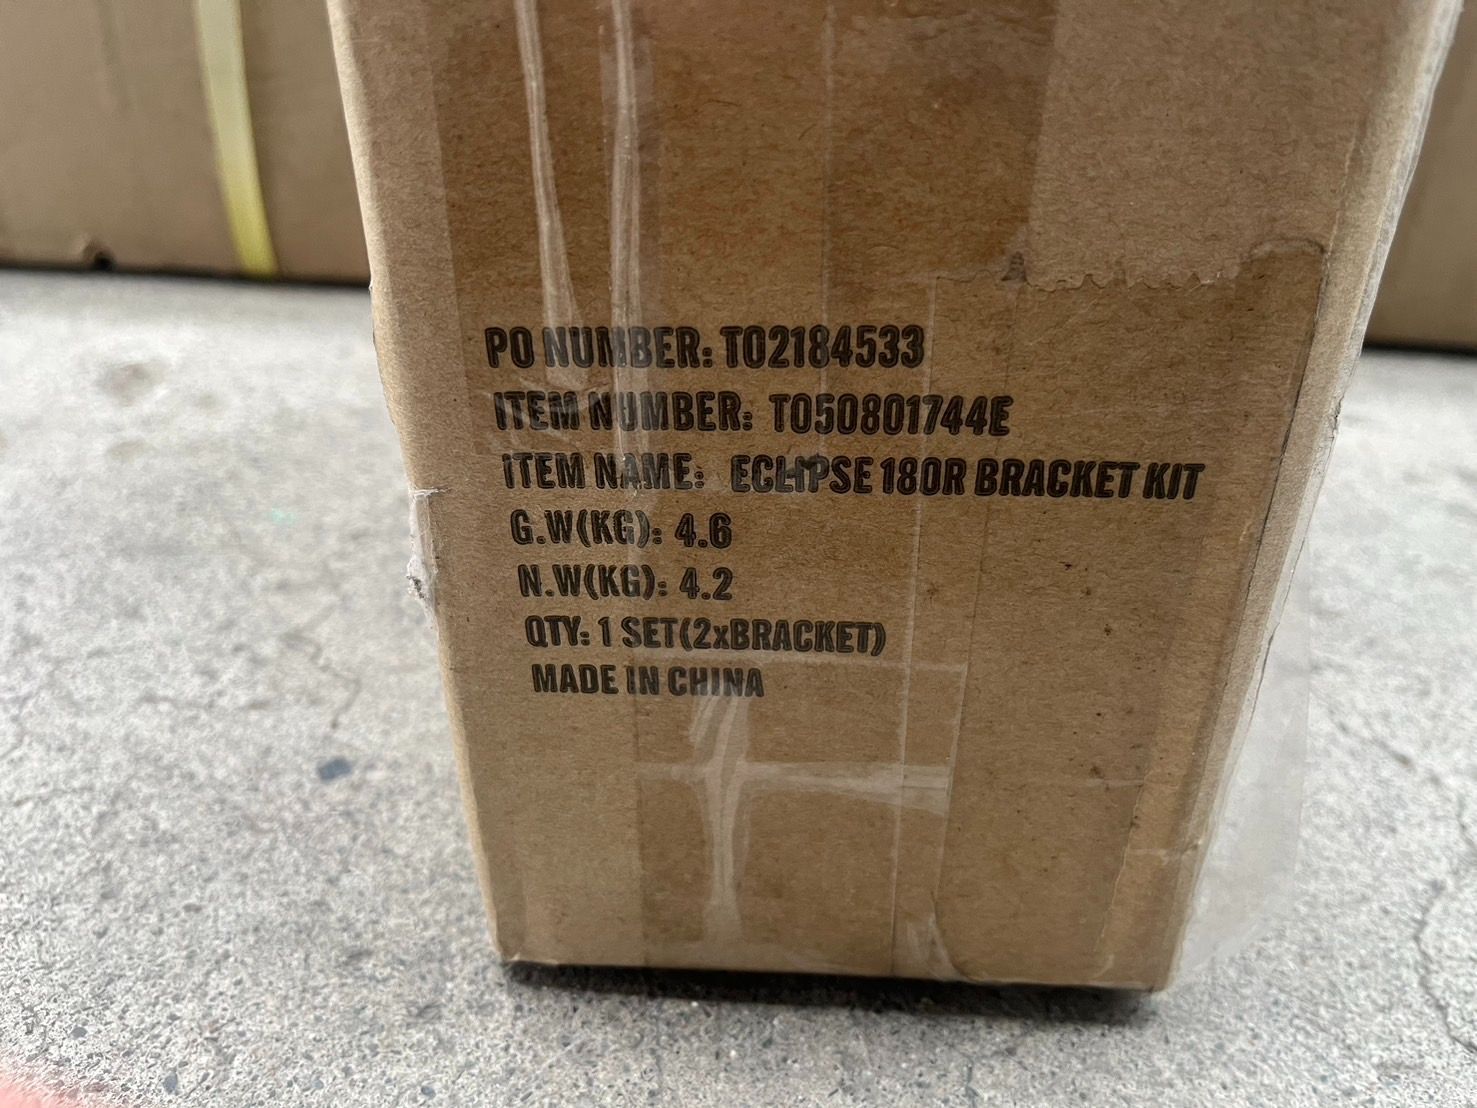 PO NUMBER: T02184533
ITEM NUMBER: T050801744E
ITEM NAME: ECLIPSE 180R BRACKET KIT
G.W(KG): 4.6
N.W(KG): 4.2
QTY: 1 SET(2xBRACKET)
MADE IN CHINA